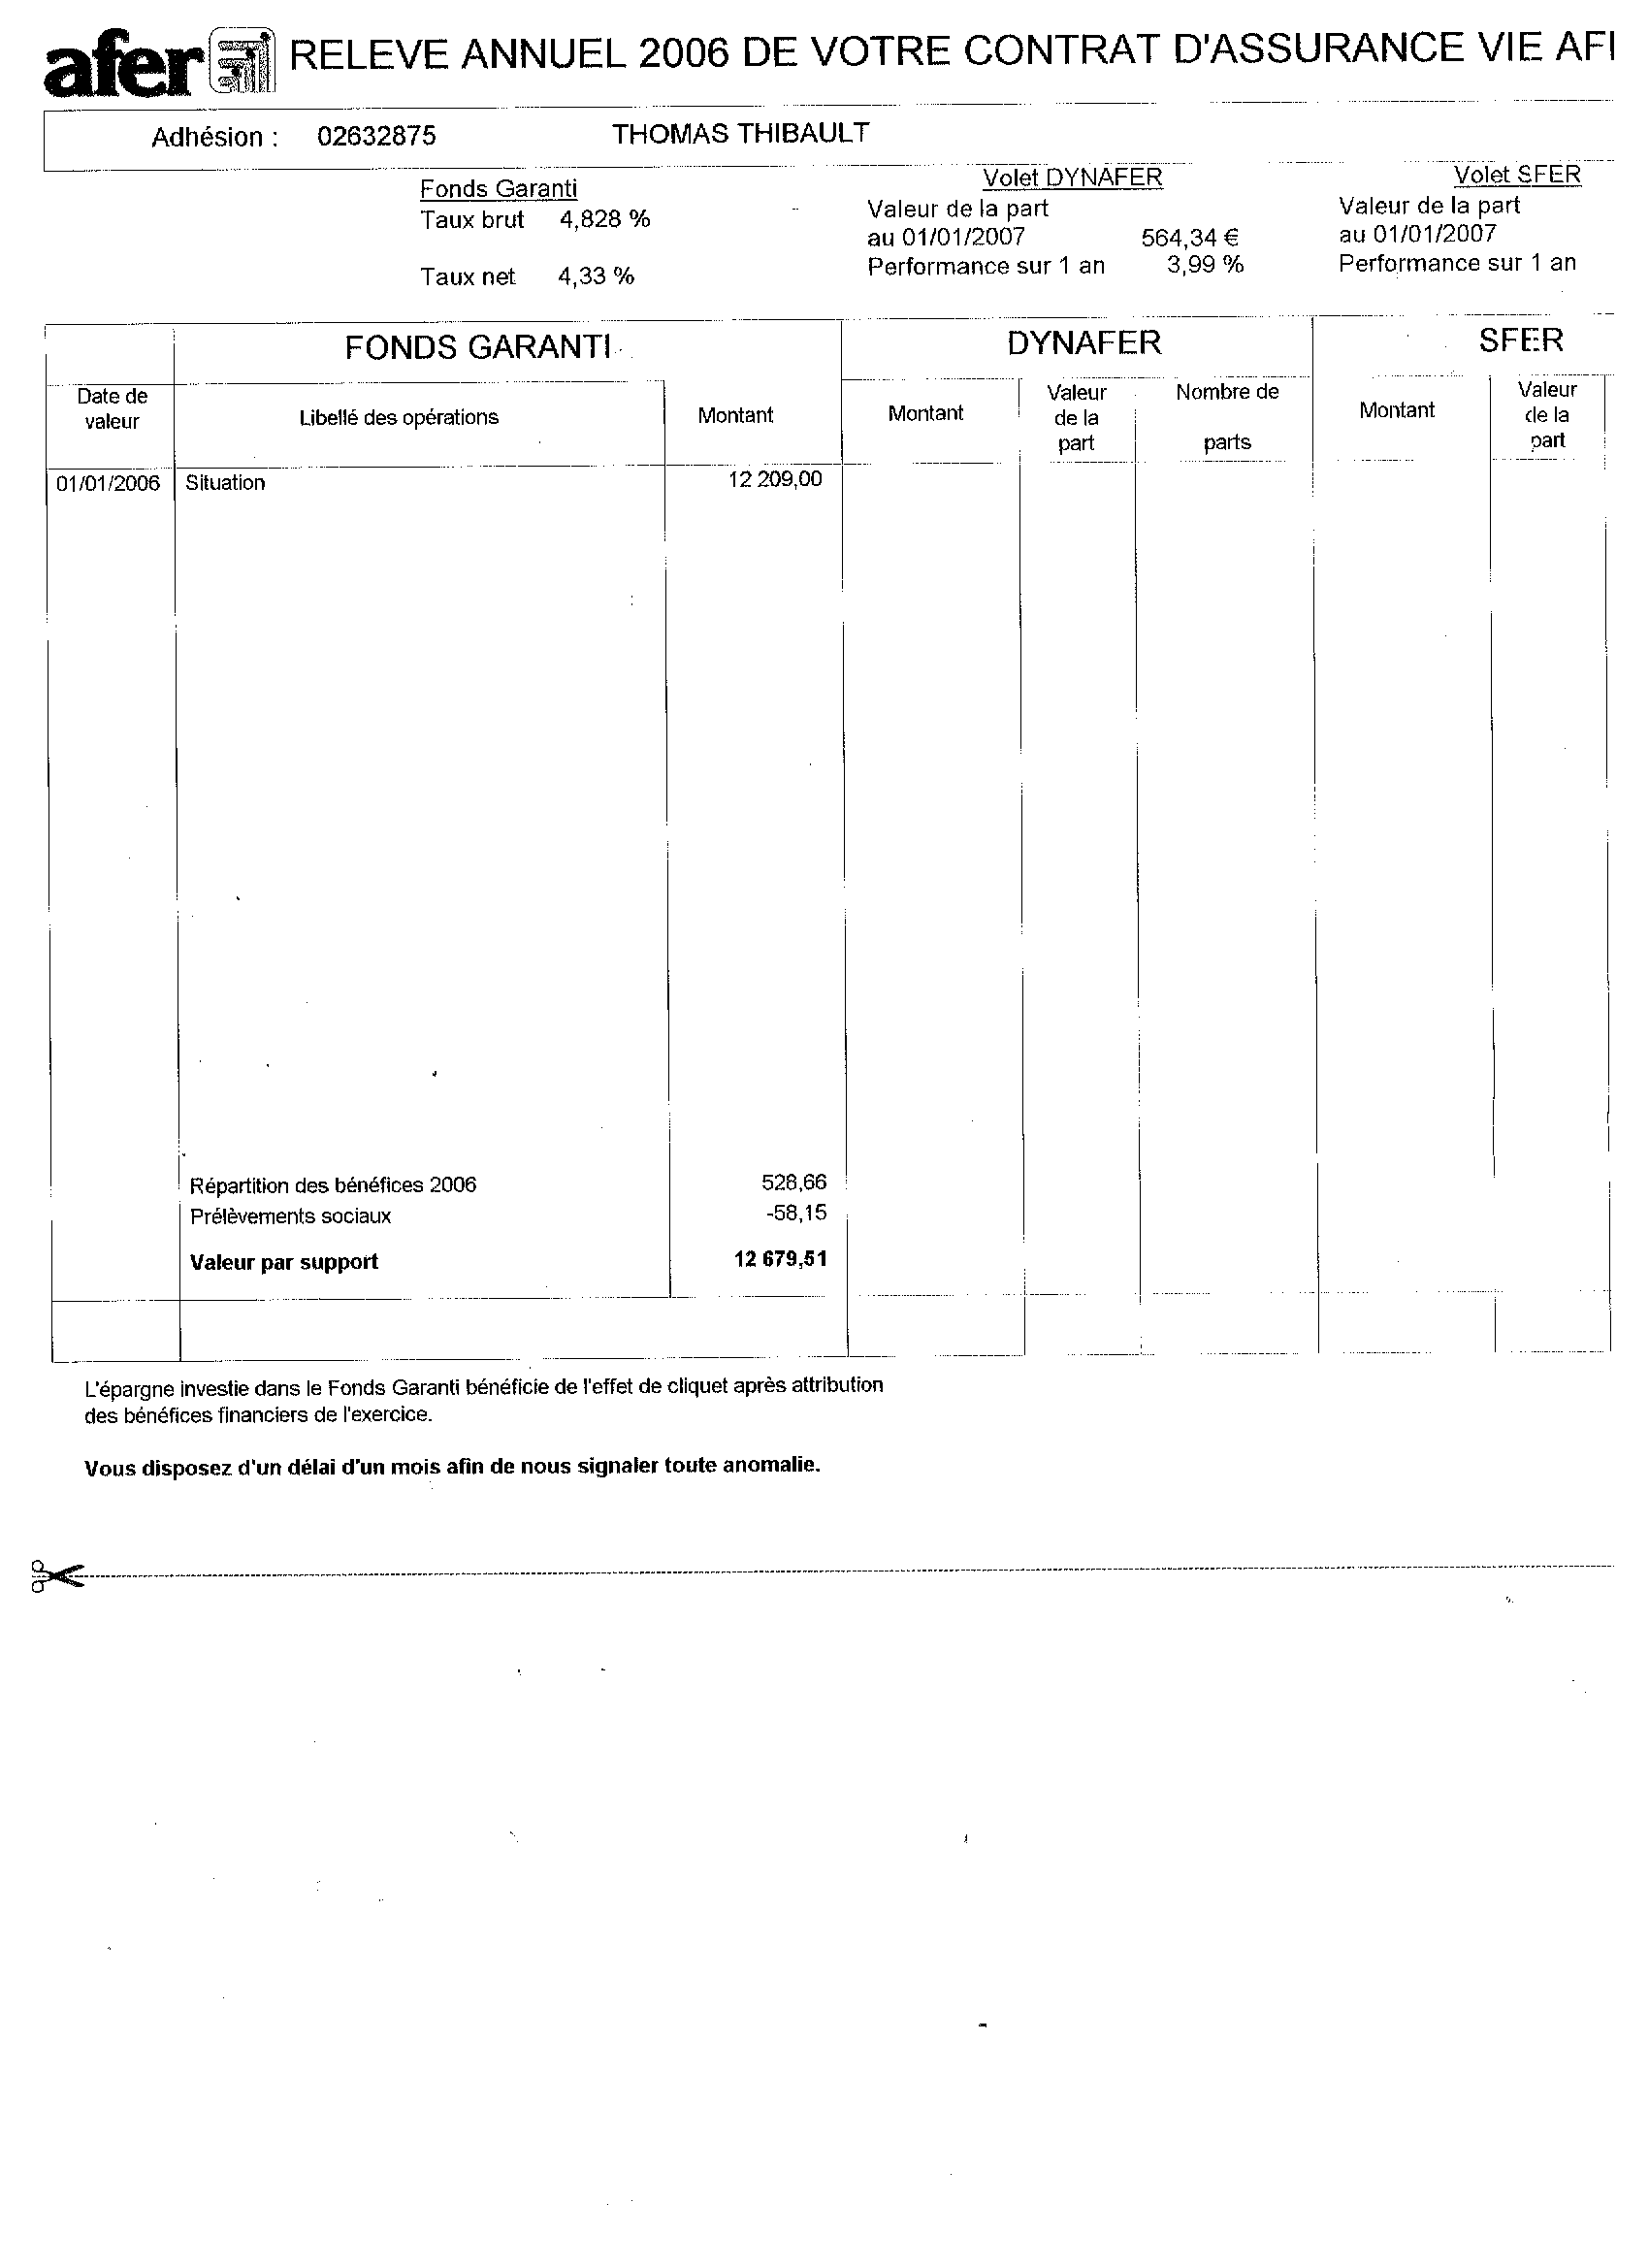 afer RELEVE ANNUEL 2006 DE VOTRE CONTRAT D'ASSURANCE VIE AFI
Adhésion : 02632875 THOMAS THIBAULT
Fonds Garanti Volet DYNAFER Volet SFER
Taux brut 4,828 % Valeur de la part Valeur de la part
au 01/01/2007 564,34 € au 01/01/2007
Taux net 4,33 % Performance sur 1 an 3,99 % Performance sur 1 an
FONDS GARANTI DYNAFER SFER
Date de Valeur Nombre de Valeur
valeur Libellé des opérations Montant Montant de la Montant de la
part parts part
01/01/2006 Situation 12 209,00
Répartition des bénéfices 2006 528,66
Prélèvements sociaux -58,15
Valeur par support 12 679,51
L'épargne investie dans le Fonds Garanti bénéficie de l'effet de cliquet après attribution
des bénéfices financiers de l'exercice.
Vous disposez d'un délai d'un mois afin de nous signaler toute anomalie.